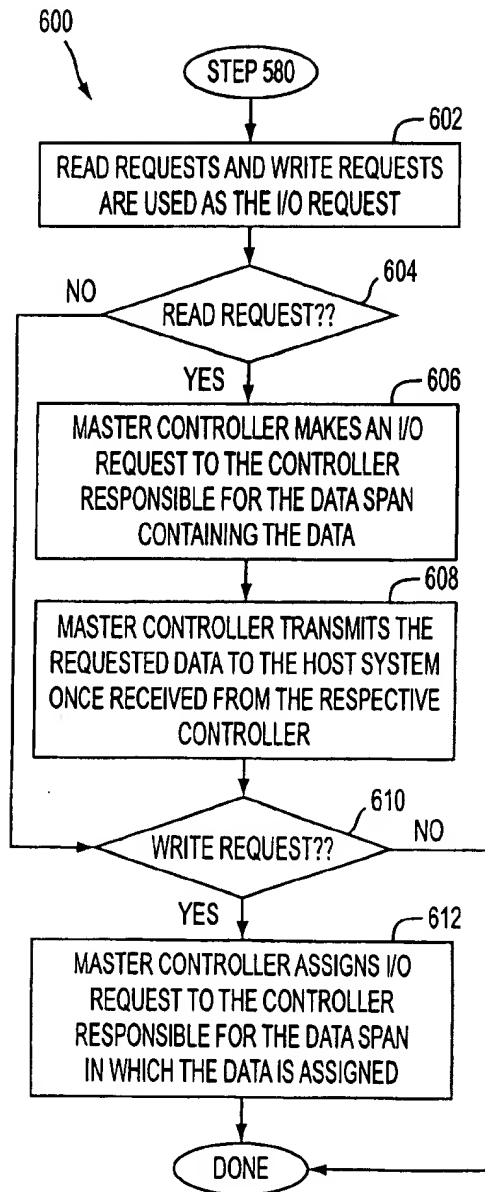 600
STEP 580
602
READ REQUESTS AND WRITE REQUESTS
ARE USED AS THE I/O REQUEST
604
NO
READ REQUEST??
YES
606
MASTER CONTROLLER MAKES AN I/O
REQUEST TO THE CONTROLLER
RESPONSIBLE FOR THE DATA SPAN
CONTAINING THE DATA
608
MASTER CONTROLLER TRANSMITS THE
REQUESTED DATA TO THE HOST SYSTEM
ONCE RECEIVED FROM THE RESPECTIVE
CONTROLLER
610
WRITE REQUEST??
NO
YES
612
MASTER CONTROLLER ASSIGNS I/O
REQUEST TO THE CONTROLLER
RESPONSIBLE FOR THE DATA SPAN
IN WHICH THE DATA IS ASSIGNED
DONE